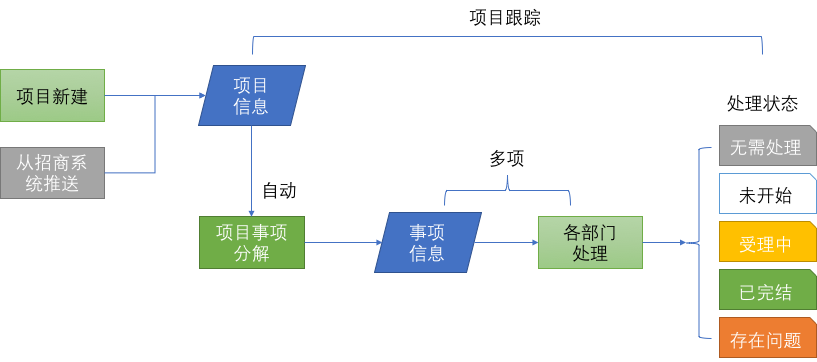 项目跟踪
项目新建
项目
信息
处理状态
从招商系
统推送
无需处理
多项
自动
未开始
项目事项
分解
事项
信息
各部门
处理
受理中
已完结
存在问题